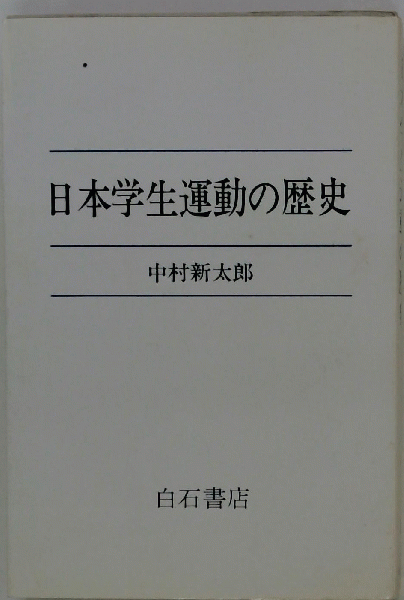 日本学生運動の歴史
中村新太郎
白石書店